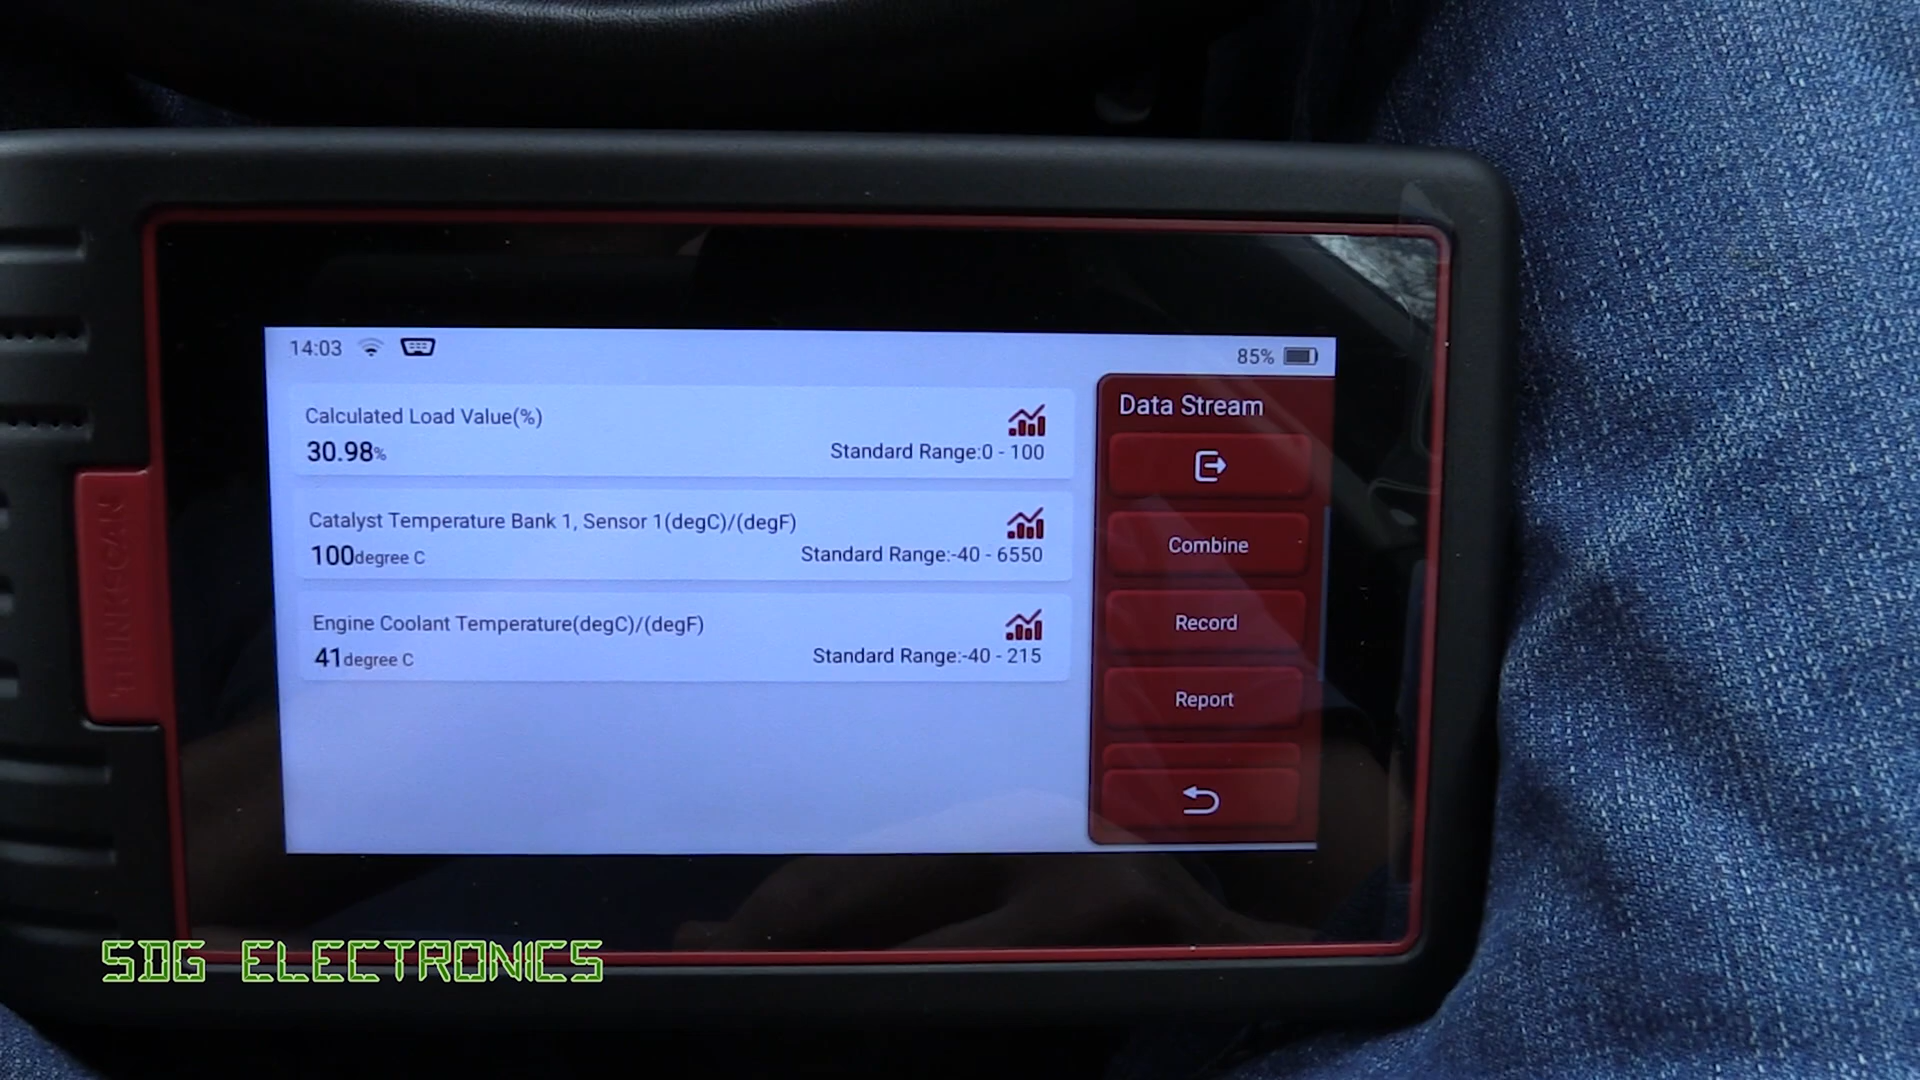 14:03
85%
Calculated Load Value(%)
30.98%
Standard Range:0 - 100
Catalyst Temperature Bank 1, Sensor 1(degC)/(degF)
100degree C
Standard Range:-40 - 6550
Engine Coolant Temperature(degC)/(degF)
41degree C
Standard Range:-40 - 215
Data Stream
Combine
Record
Report
THINKSCAN
SDG ELECTRONICS